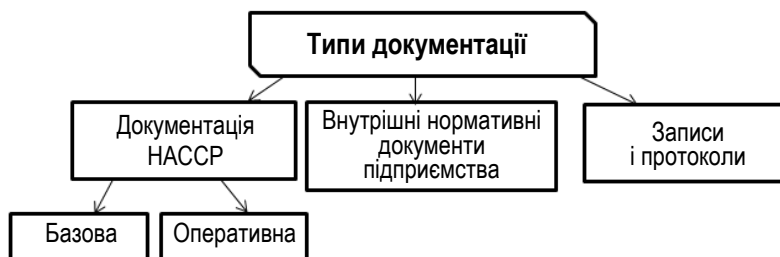 Типи документації
Документація
НАССР
Внутрішні нормативні
документи
підприємства
Записи
і протоколи
Базова
Оперативна